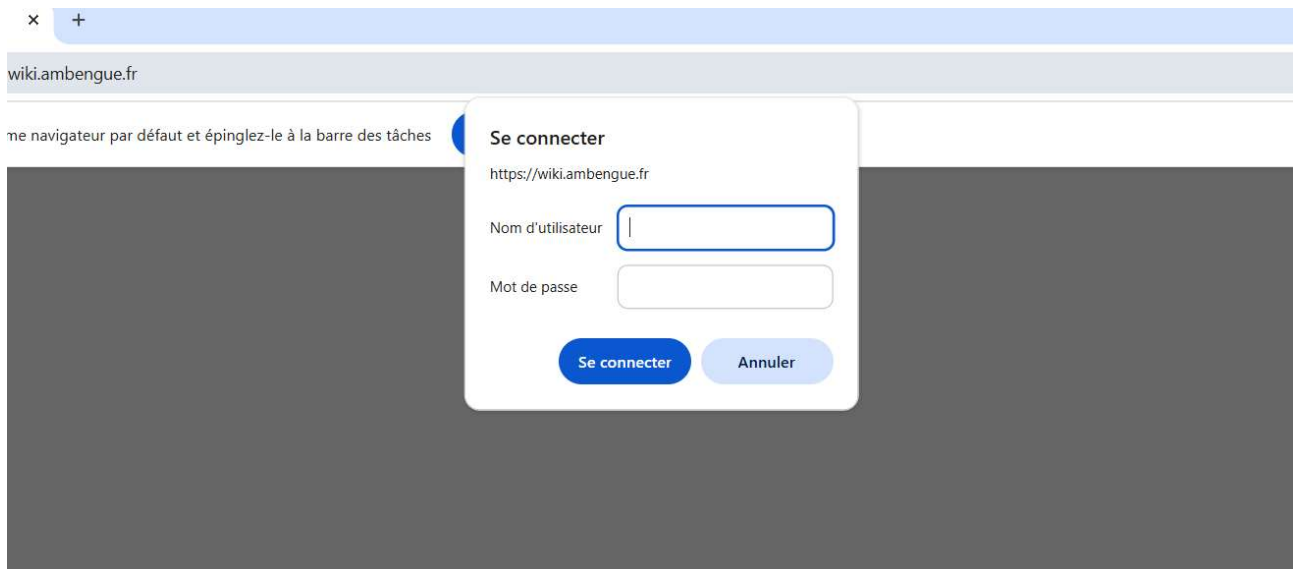 wiki.ambengue.fr
me navigateur par défaut et épinglez-le à la barre des tâches
Se connecter
https://wiki.ambengue.fr
Nom d'utilisateur
Mot de passe
Se connecter
Annuler